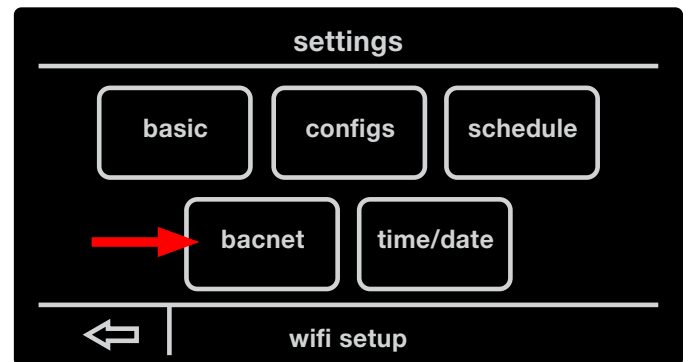 settings
basic configs schedule
bacnet time/date
wifi setup